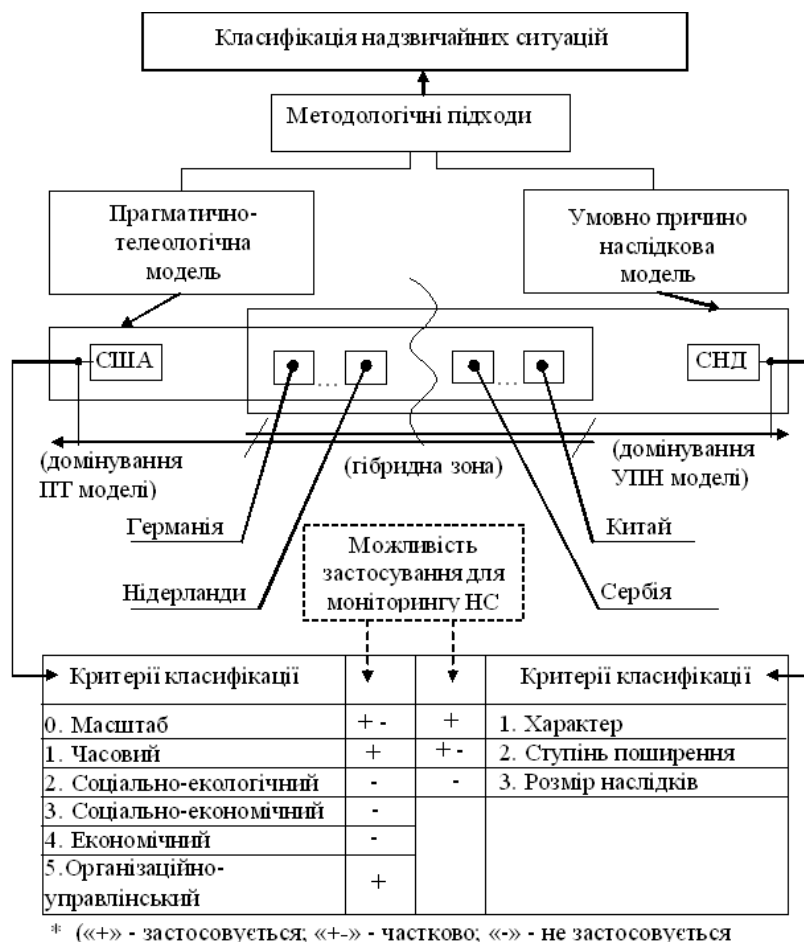 Класифікація надзвичайних ситуацій
Методологічні підходи
Прагматично-
телеологічна
модель
Умовно причино
наслідкова
модель
США
...
...
СНД
(домінування
ПТ моделі)
(гібридна зона)
(домінування
УПН моделі)
Германія
Нідерланди
Китай
Сербія
Можливість
застосування для
моніторингу НС
Критерії класифікації
Критерії класифікації
0. Масштаб
+ -
+
1. Характер
1. Часовий
+
+ -
2. Ступінь поширення
2. Соціально-екологічний
-
-
3. Розмір наслідків
3. Соціально-економічний
-
4. Економічний
-
5.Організаційно-
управлінський
+
* («+» - застосовується; «+-» - частково; «-» - не застосовується